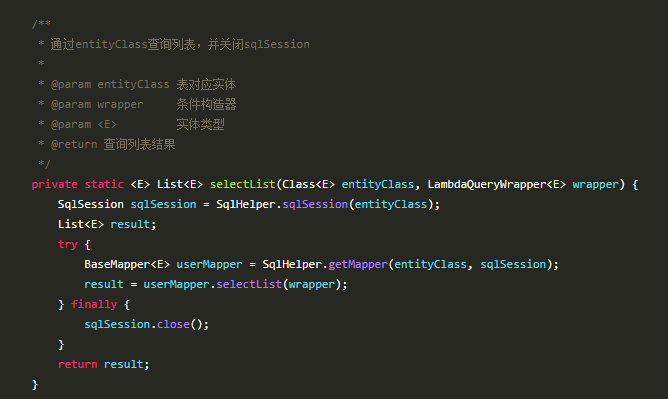 /**
 * 通过entityClass查询列表，并关闭sqlSession
 *
 * @param entityClass 表对应实体
 * @param wrapper     条件构造器
 * @param <E>         实体类型
 * @return 查询列表结果
 */
private static <E> List<E> selectList(Class<E> entityClass, LambdaQueryWrapper<E> wrapper) {
    SqlSession sqlSession = SqlHelper.sqlSession(entityClass);
    List<E> result;
    try {
        BaseMapper<E> userMapper = SqlHelper.getMapper(entityClass, sqlSession);
        result = userMapper.selectList(wrapper);
    } finally {
        sqlSession.close();
    }
    return result;
}